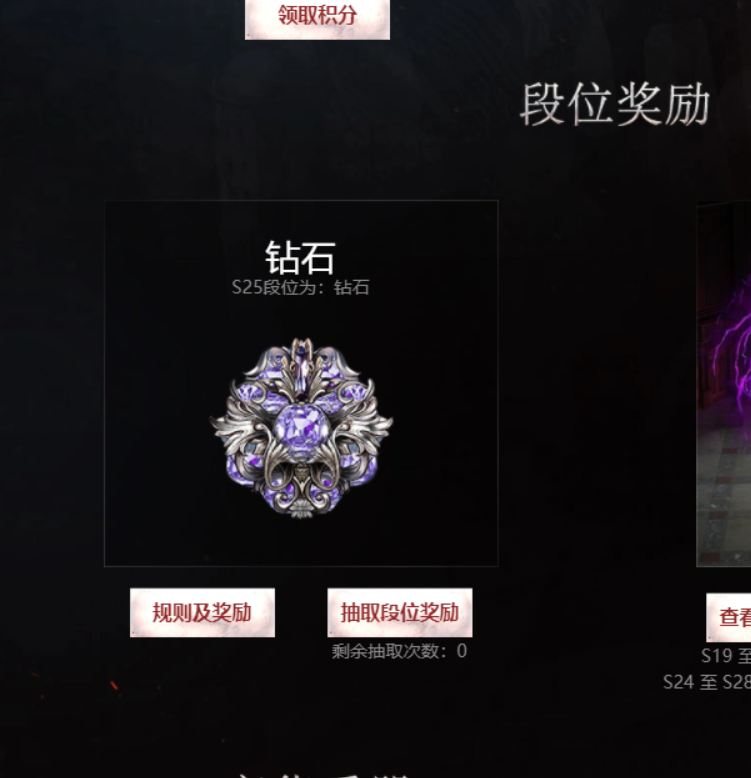 领取积分
段位奖励
钻石
S25段位为：钻石
规则及奖励
抽取段位奖励
剩余抽取次数：0
查看
S19 至
S24 至 S28